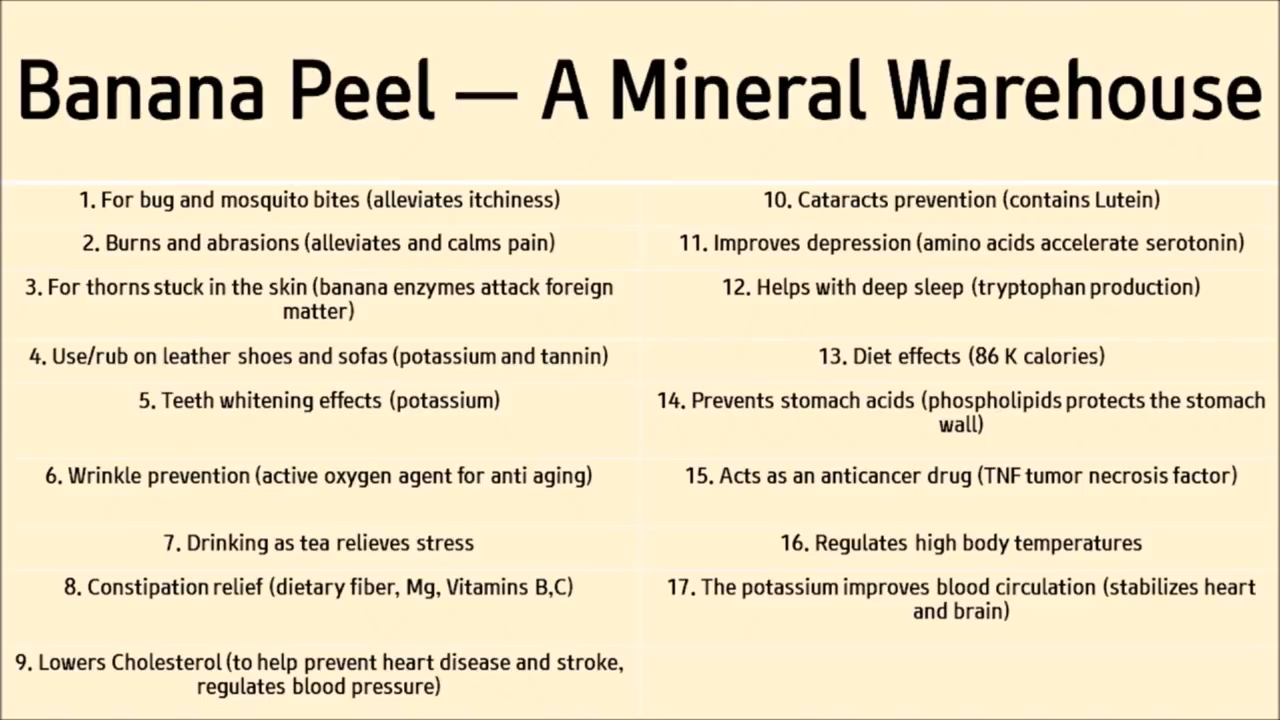 Banana Peel — A Mineral Warehouse
1. For bug and mosquito bites (alleviates itchiness)
2. Burns and abrasions (alleviates and calms pain)
3. For thorns stuck in the skin (banana enzymes attack foreign
matter)
4. Use/rub on leather shoes and sofas (potassium and tannin)
5. Teeth whitening effects (potassium)
6. Wrinkle prevention (active oxygen agent for anti aging)
7. Drinking as tea relieves stress
8. Constipation relief (dietary fiber, Mg, Vitamins B,C)
9. Lowers Cholesterol (to help prevent heart disease and stroke,
regulates blood pressure)
10. Cataracts prevention (contains Lutein)
11. Improves depression (amino acids accelerate serotonin)
12. Helps with deep sleep (tryptophan production)
13. Diet effects (86 K calories)
14. Prevents stomach acids (phospholipids protects the stomach
wall)
15. Acts as an anticancer drug (TNF tumor necrosis factor)
16. Regulates high body temperatures
17. The potassium improves blood circulation (stabilizes heart
and brain)